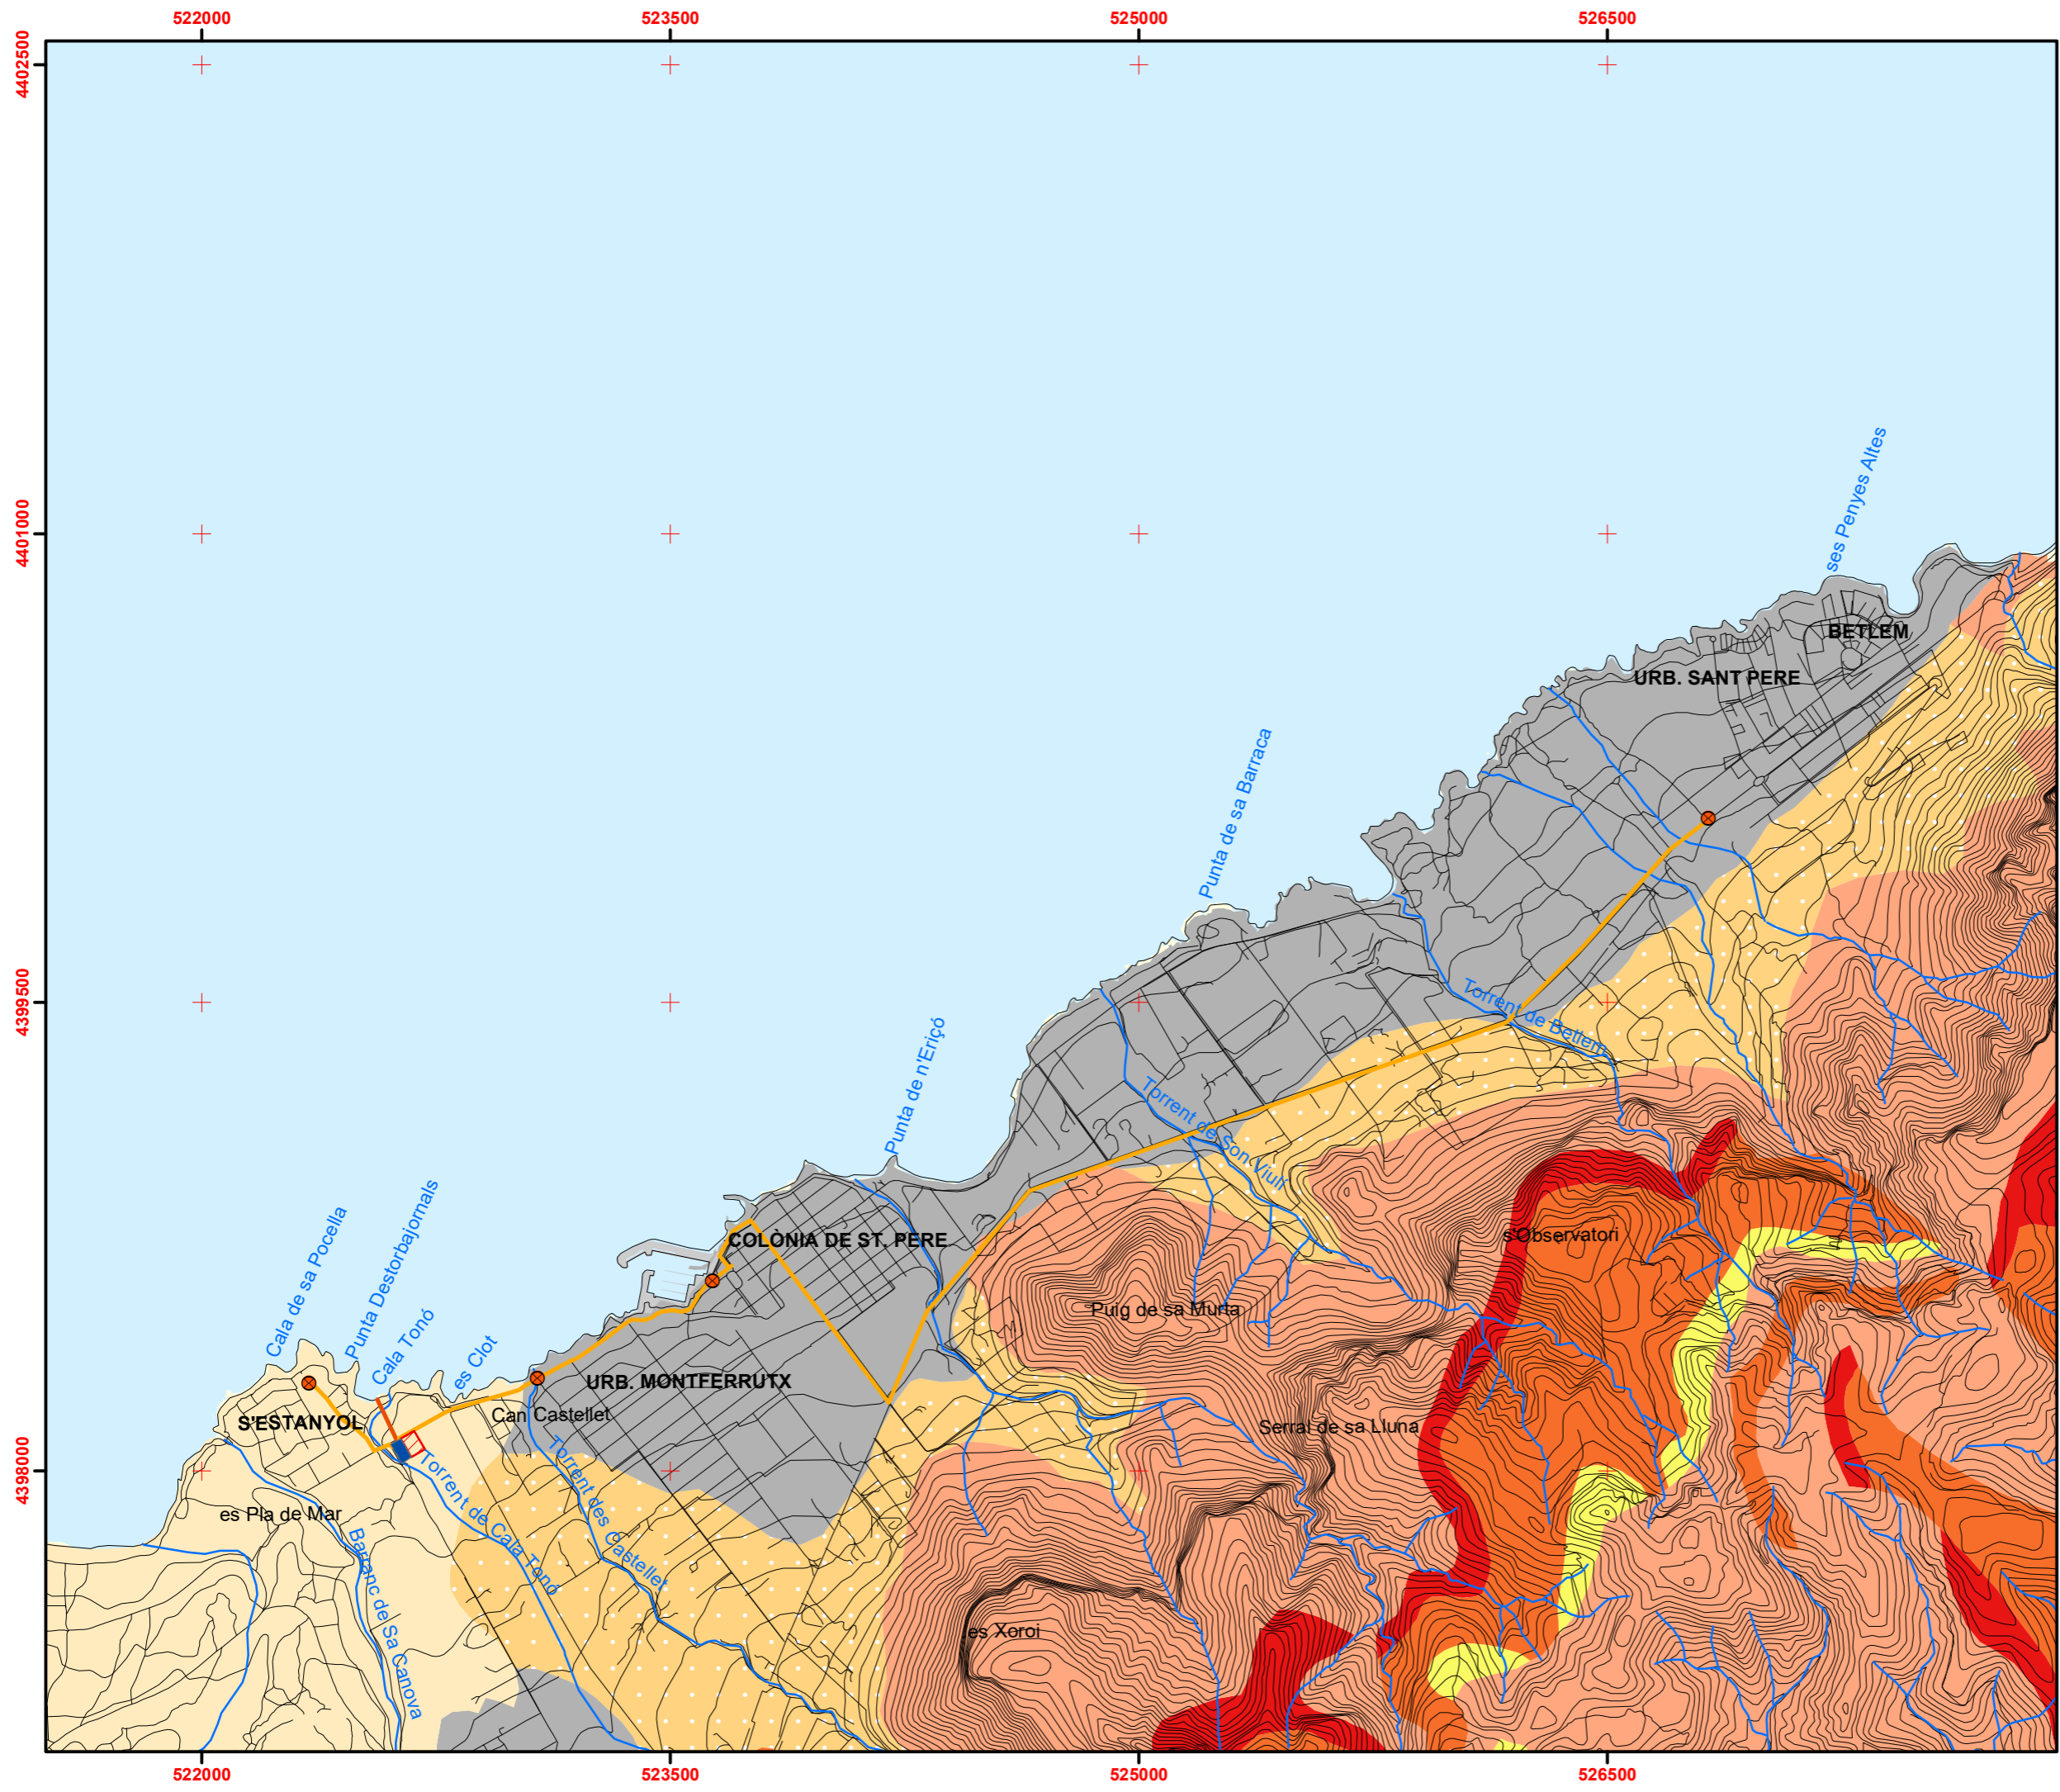 522000 523500 525000 526500
4402500
4401000
4399500
4398000
ses Penyes Altes
BETLEM
URB. SANT PERE
Punta de sa Barraca
Torrent de Betlem
Punta de n'Eriçó
Torrent de Son Viulí
Punta Destorbajornals
Cala de sa Pocella
COLÒNIA DE ST. PERE
s'Observatori
Puig de sa Murta
Cala Tonó
es Clot
URB. MONTFERRUTX
Can Castellet
S'ESTANYOL
Serral de sa Lluna
Torrent des Castellet
Torrent de Cala Tonó
es Pla de Mar
Barranc de Sa Canova
es Xoroi
522000 523500 525000 526500